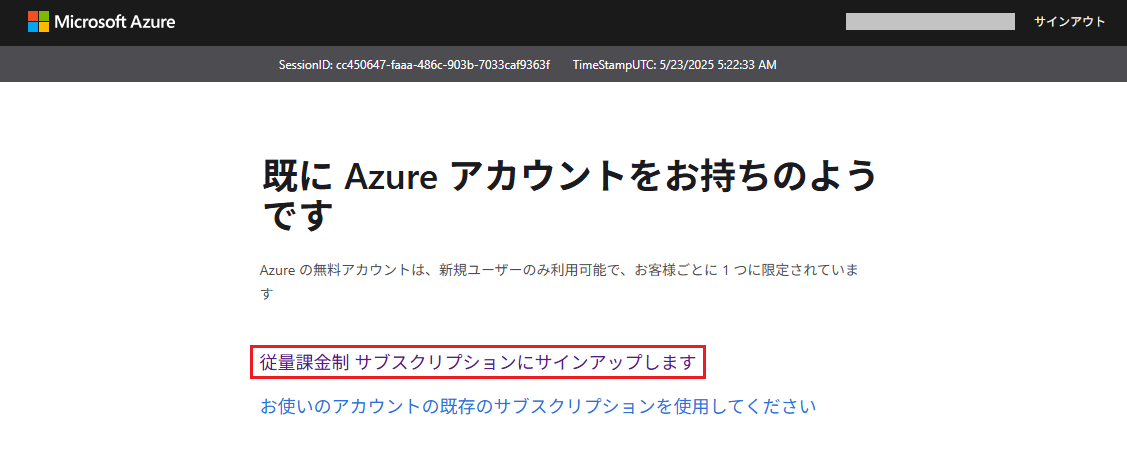 Microsoft Azure
サインアウト
SessionID: cc450647-faaa-486c-903b-7033caf9363f TimeStampUTC: 5/23/2025 5:22:33 AM
既に Azure アカウントをお持ちのよう
です
Azure の無料アカウントは、新規ユーザーのみ利用可能で、お客様ごとに 1 つに限定されていま
す
従量課金制 サブスクリプションにサインアップします
お使いのアカウントの既存のサブスクリプションを使用してください